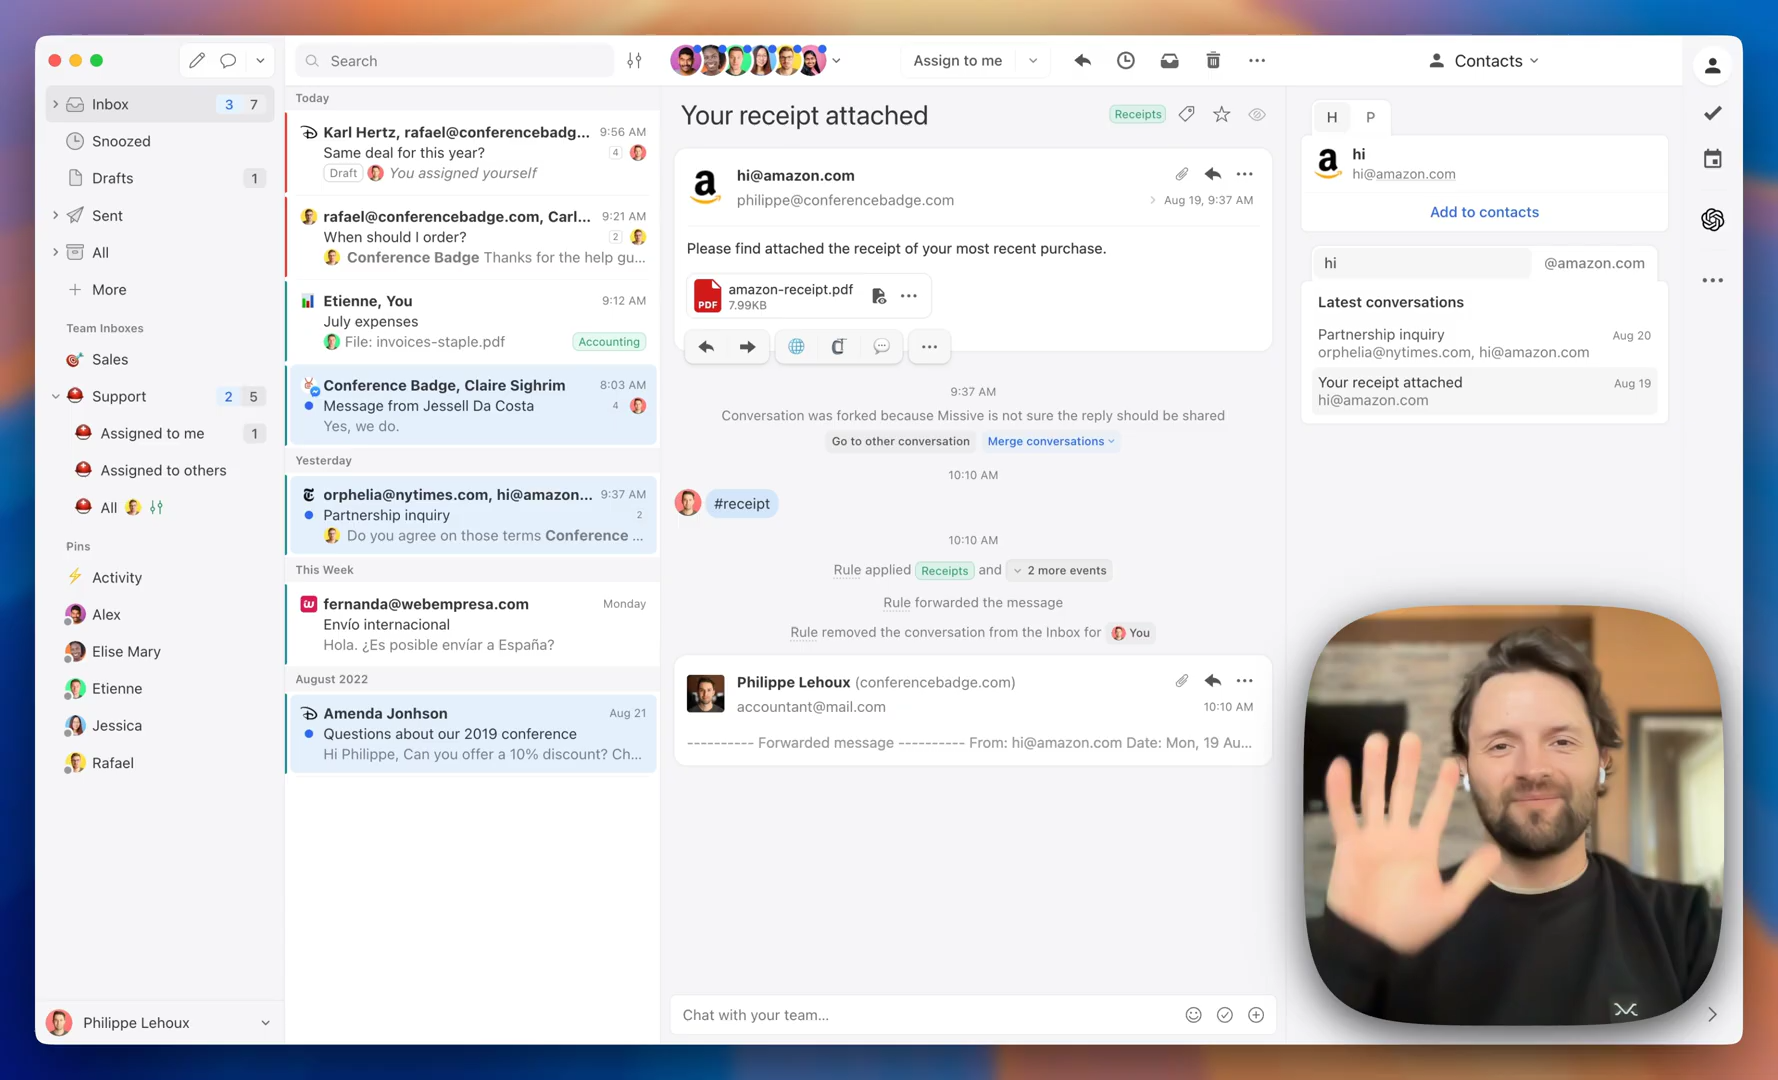 Inbox 3 7
Snoozed
Drafts 1
Sent
All
More
Team Inboxes
Sales
Support 2 5
Assigned to me 1
Assigned to others
All
Pins
Activity
Alex
Elise Mary
Etienne
Jessica
Rafael
Philippe Lehoux
Search
Today
Karl Hertz, rafael@conferencebadg... 9:56 AM
Same deal for this year? 4
Draft You assigned yourself
rafael@conferencebadge.com, Carl... 9:21 AM
When should I order? 2
Conference Badge Thanks for the help gu...
Etienne, You 9:12 AM
July expenses
File: invoices-staple.pdf Accounting
Conference Badge, Claire Sighrim 8:03 AM
Message from Jessell Da Costa 4
Yes, we do.
Yesterday
orphelia@nytimes.com, hi@amazon... 9:37 AM
Partnership inquiry 2
Do you agree on those terms Conference ...
This Week
fernanda@webempresa.com Monday
Envío internacional
Hola. ¿Es posible envíar a España?
August 2022
Amenda Jonhson Aug 21
Questions about our 2019 conference
Hi Philippe, Can you offer a 10% discount? Ch...
Assign to me
Your receipt attached Receipts
a hi@amazon.com
philippe@conferencebadge.com Aug 19, 9:37 AM
Please find attached the receipt of your most recent purchase.
PDF amazon-receipt.pdf
7.99KB
9:37 AM
Conversation was forked because Missive is not sure the reply should be shared
Go to other conversation Merge conversations
10:10 AM
#receipt
10:10 AM
Rule applied Receipts and 2 more events
Rule forwarded the message
Rule removed the conversation from the Inbox for You
Philippe Lehoux (conferencebadge.com)
accountant@mail.com 10:10 AM
---------- Forwarded message ---------- From: hi@amazon.com Date: Mon, 19 Au...
Chat with your team...
Contacts
H P
a hi
hi@amazon.com
Add to contacts
hi @amazon.com
Latest conversations
Partnership inquiry Aug 20
orphelia@nytimes.com, hi@amazon.com
Your receipt attached Aug 19
hi@amazon.com